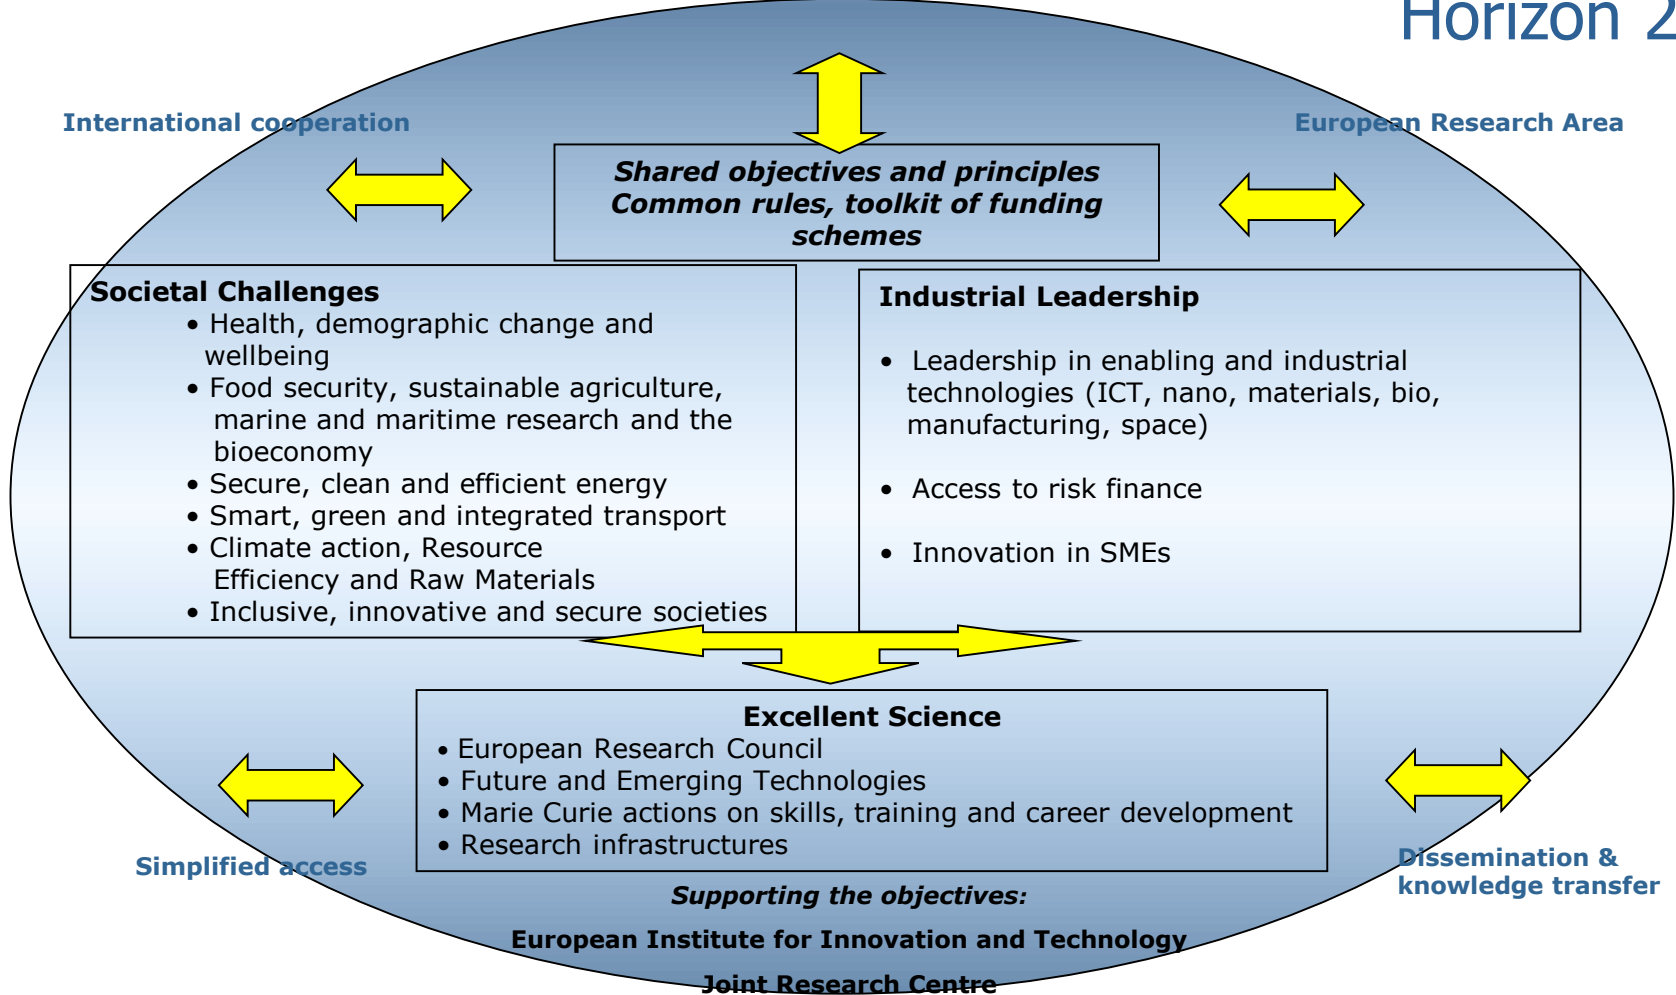 Horizon 2
International cooperation
European Research Area
Shared objectives and principles
Common rules, toolkit of funding
schemes
Societal Challenges
• Health, demographic change and
wellbeing
• Food security, sustainable agriculture,
marine and maritime research and the
bioeconomy
• Secure, clean and efficient energy
• Smart, green and integrated transport
• Climate action, Resource
Efficiency and Raw Materials
• Inclusive, innovative and secure societies
Industrial Leadership
• Leadership in enabling and industrial
technologies (ICT, nano, materials, bio,
manufacturing, space)
• Access to risk finance
• Innovation in SMEs
Excellent Science
• European Research Council
• Future and Emerging Technologies
• Marie Curie actions on skills, training and career development
• Research infrastructures
Simplified access
Dissemination &
knowledge transfer
Supporting the objectives:
European Institute for Innovation and Technology
Joint Research Centre